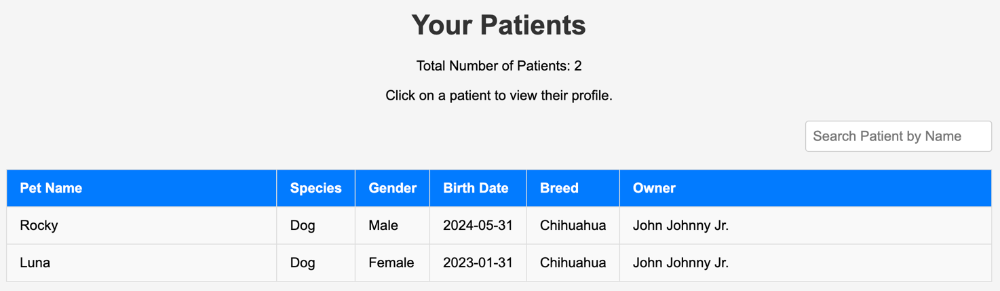 Your Patients
Total Number of Patients: 2
Click on a patient to view their profile.
Search Patient by Name
Pet Name Species Gender Birth Date Breed Owner
Rocky Dog Male 2024-05-31 Chihuahua John Johnny Jr.
Luna Dog Female 2023-01-31 Chihuahua John Johnny Jr.